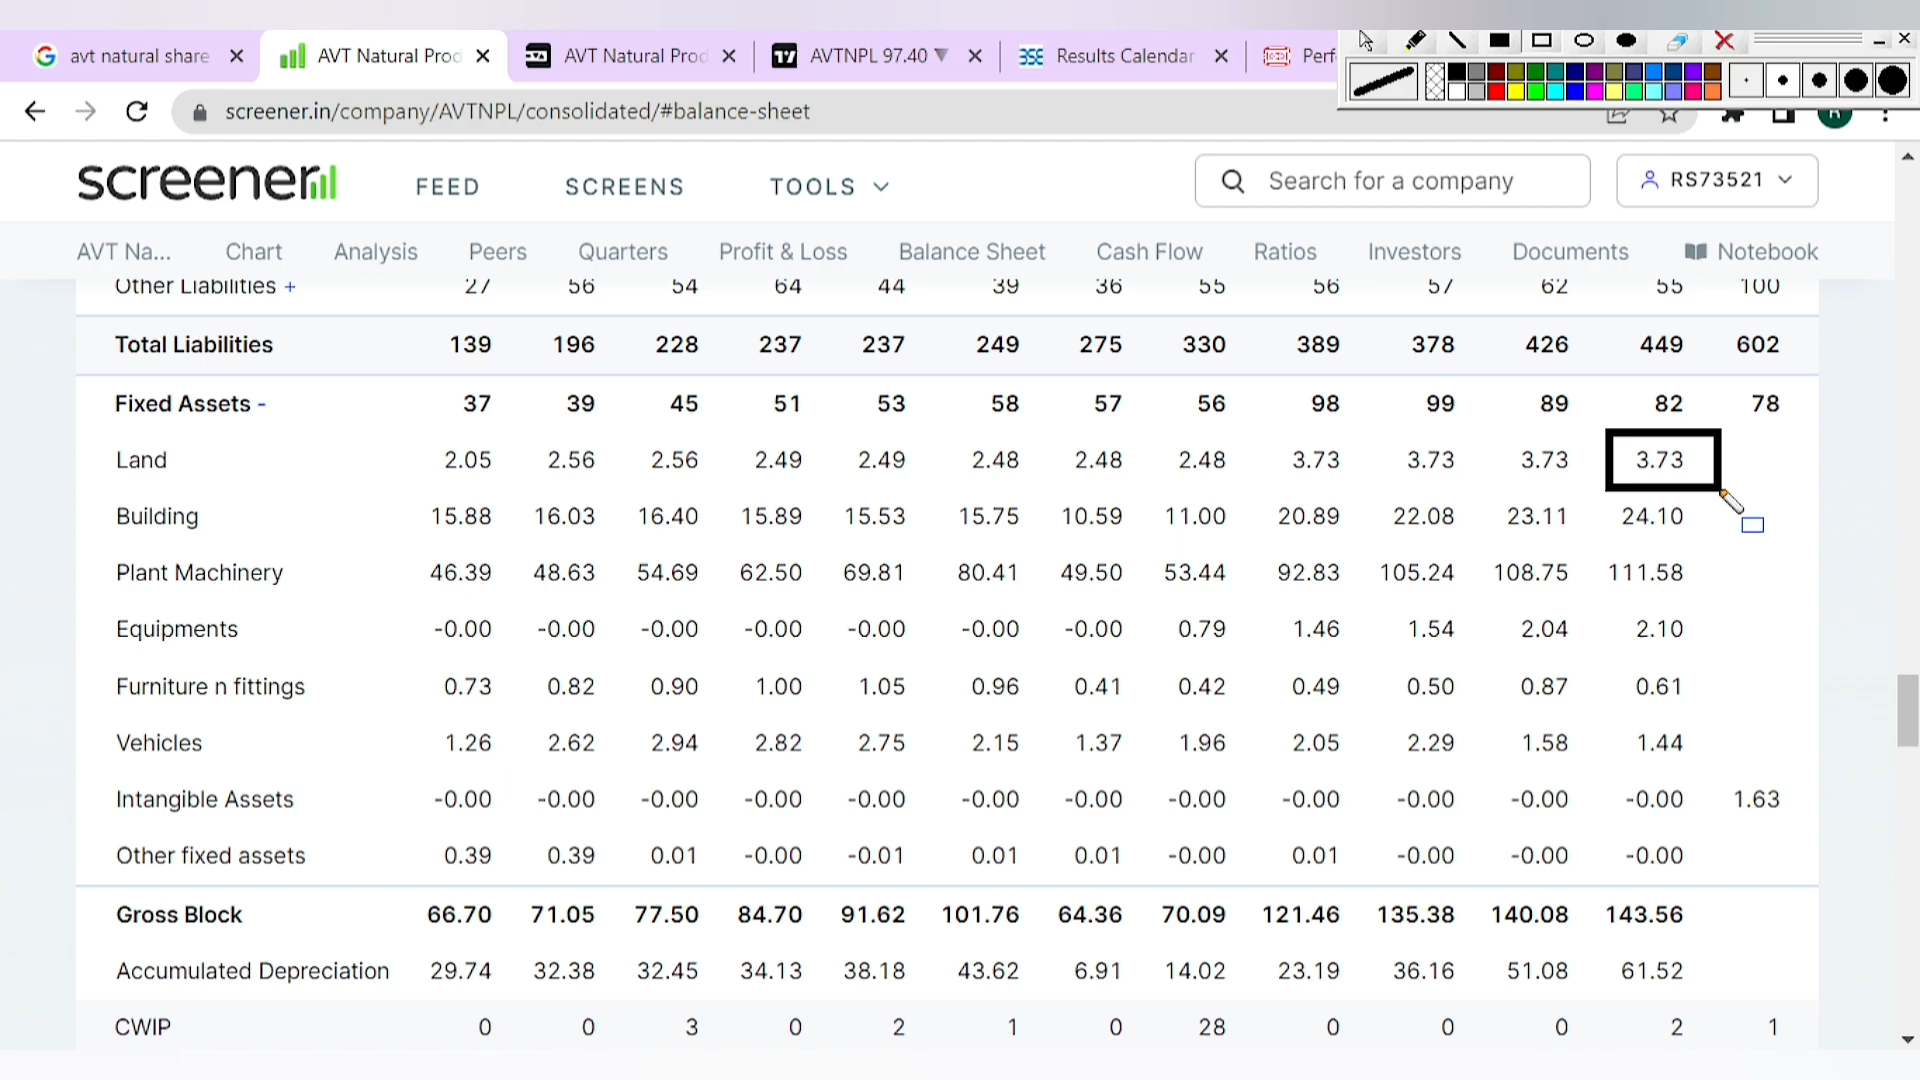 avt natural share
AVT Natural Proc
AVT Natural Prod
AVTNPL 97.40 ▼
Results Calendar
Perf
screener.in/company/AVTNPL/consolidated/#balance-sheet
screener
FEED
SCREENS
TOOLS
Search for a company
RS73521
AVT Na...
Chart
Analysis
Peers
Quarters
Profit & Loss
Balance Sheet
Cash Flow
Ratios
Investors
Documents
Notebook
Other Liabilities + 27 56 54 64 44 39 36 55 56 57 62 55 100
Total Liabilities 139 196 228 237 237 249 275 330 389 378 426 449 602
Fixed Assets - 37 39 45 51 53 58 57 56 98 99 89 82 78
Land 2.05 2.56 2.56 2.49 2.49 2.48 2.48 2.48 3.73 3.73 3.73 3.73
Building 15.88 16.03 16.40 15.89 15.53 15.75 10.59 11.00 20.89 22.08 23.11 24.10
Plant Machinery 46.39 48.63 54.69 62.50 69.81 80.41 49.50 53.44 92.83 105.24 108.75 111.58
Equipments -0.00 -0.00 -0.00 -0.00 -0.00 -0.00 -0.00 0.79 1.46 1.54 2.04 2.10
Furniture n fittings 0.73 0.82 0.90 1.00 1.05 0.96 0.41 0.42 0.49 0.50 0.87 0.61
Vehicles 1.26 2.62 2.94 2.82 2.75 2.15 1.37 1.96 2.05 2.29 1.58 1.44
Intangible Assets -0.00 -0.00 -0.00 -0.00 -0.00 -0.00 -0.00 -0.00 -0.00 -0.00 -0.00 -0.00 1.63
Other fixed assets 0.39 0.39 0.01 -0.00 -0.01 0.01 0.01 -0.00 0.01 -0.00 -0.00 -0.00
Gross Block 66.70 71.05 77.50 84.70 91.62 101.76 64.36 70.09 121.46 135.38 140.08 143.56
Accumulated Depreciation 29.74 32.38 32.45 34.13 38.18 43.62 6.91 14.02 23.19 36.16 51.08 61.52
CWIP 0 0 3 0 2 1 0 28 0 0 0 2 1